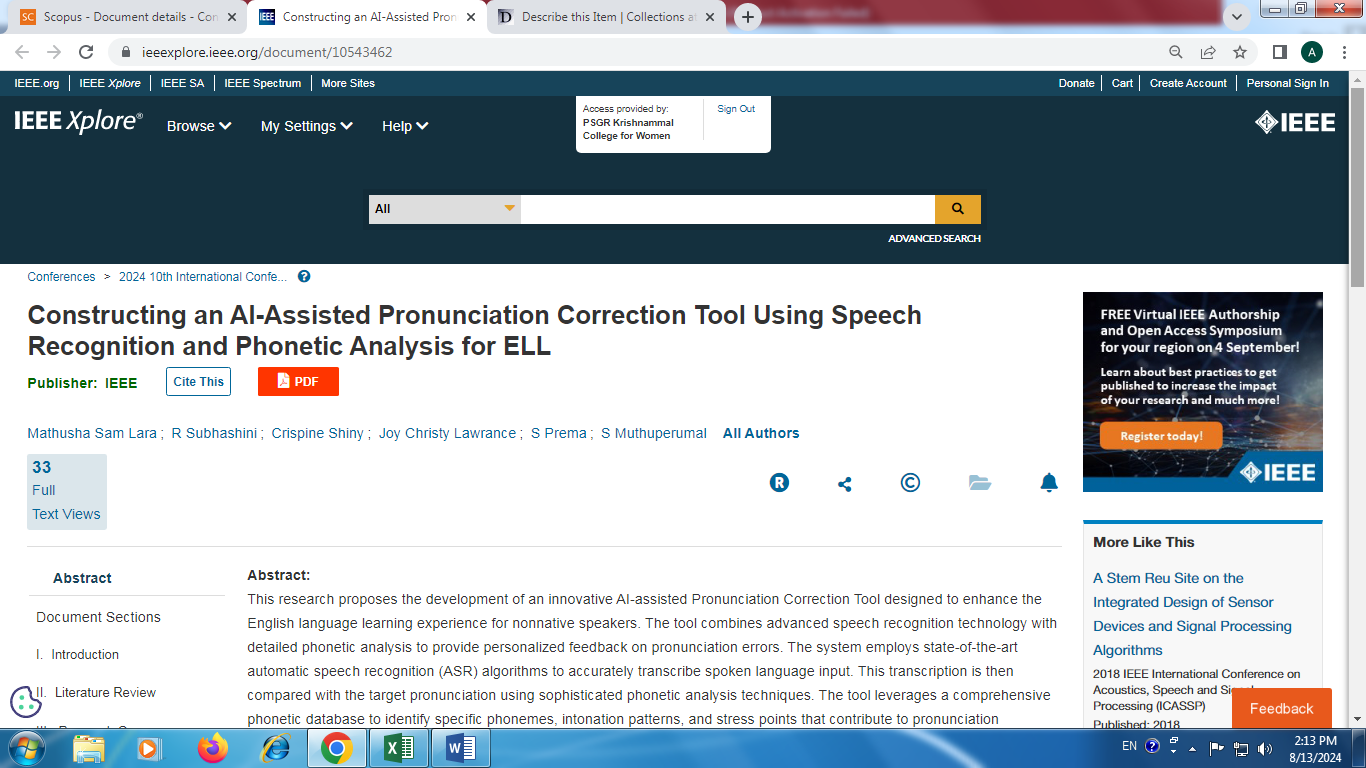 Scopus - Document details - Con
Constructing an AI-Assisted Pron
Describe this Item | Collections at
ieeexplore.ieee.org/document/10543462
A
IEEE.org
IEEE Xplore
IEEE SA
IEEE Spectrum
More Sites
Donate
Cart
Create Account
Personal Sign In
IEEE Xplore®
Browse
My Settings
Help
Access provided by:
PSGR Krishnammal
College for Women
Sign Out
IEEE
All
ADVANCED SEARCH
Conferences > 2024 10th International Confe...
Constructing an AI-Assisted Pronunciation Correction Tool Using Speech
Recognition and Phonetic Analysis for ELL
Publisher: IEEE
Cite This
PDF
Mathusha Sam Lara ; R Subhashini ; Crispine Shiny ; Joy Christy Lawrance ; S Prema ; S Muthuperumal All Authors
33
Full
Text Views
Abstract
Document Sections
I. Introduction
II. Literature Review
Abstract:
This research proposes the development of an innovative AI-assisted Pronunciation Correction Tool designed to enhance the
English language learning experience for nonnative speakers. The tool combines advanced speech recognition technology with
detailed phonetic analysis to provide personalized feedback on pronunciation errors. The system employs state-of-the-art
automatic speech recognition (ASR) algorithms to accurately transcribe spoken language input. This transcription is then
compared with the target pronunciation using sophisticated phonetic analysis techniques. The tool leverages a comprehensive
phonetic database to identify specific phonemes, intonation patterns, and stress points that contribute to pronunciation
FREE Virtual IEEE Authorship
and Open Access Symposium
for your region on 4 September!
Learn about best practices to get
published to increase the impact
of your research and much more!
Register today!
IEEE
More Like This
A Stem Reu Site on the
Integrated Design of Sensor
Devices and Signal Processing
Algorithms
2018 IEEE International Conference on
Acoustics, Speech and Signal
Processing (ICASSP)
Published: 2018
Feedback
EN
2:13 PM
8/13/2024